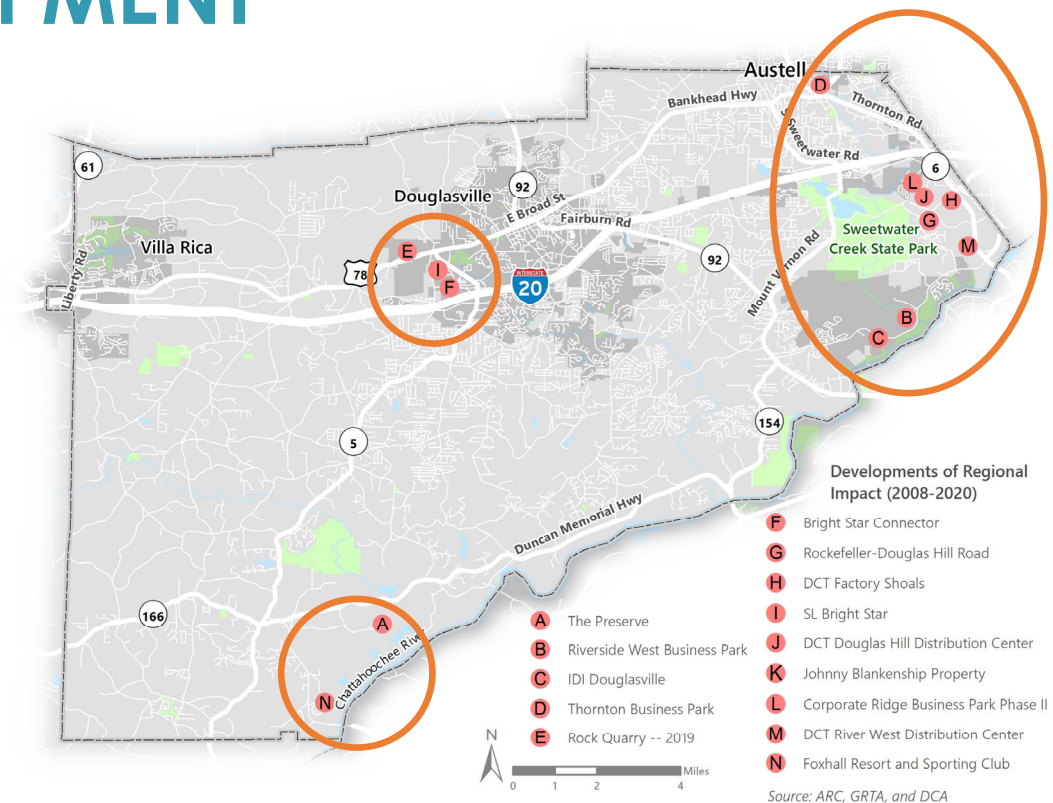 Austell
D
Bankhead Hwy
Thornton Rd
S Sweetwater Rd
61
6
92
Douglasville
L
J
H
E Broad St
G
Fairburn Rd
Sweetwater
Creek State Park
M
Villa Rica
E
92
I
78
F
INTERSTATE
20
Liberty Rd
Mount Vernon Rd
B
C
154
5
Developments of Regional
Impact (2008-2020)
F Bright Star Connector
G Rockefeller-Douglas Hill Road
H DCT Factory Shoals
I SL Bright Star
J DCT Douglas Hill Distribution Center
K Johnny Blankenship Property
L Corporate Ridge Business Park Phase II
M DCT River West Distribution Center
N Foxhall Resort and Sporting Club
Duncan Memorial Hwy
166
A
Chattahoochee River
N
A The Preserve
B Riverside West Business Park
C IDI Douglasville
D Thornton Business Park
E Rock Quarry -- 2019
N
Miles
0 1 2 4
Source: ARC, GRTA, and DCA